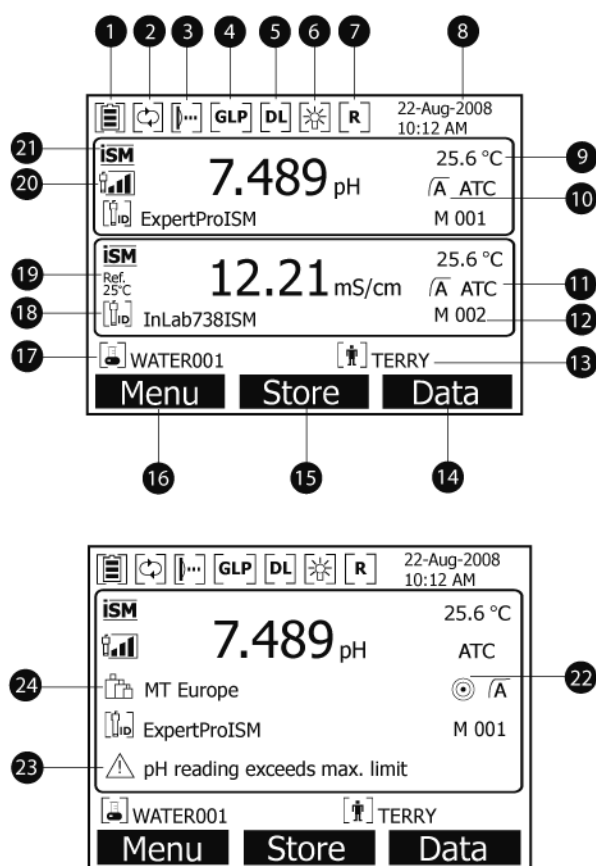 1 2 3 4 5 6 7 8
GLP DL R 22-Aug-2008
10:12 AM
21 iSM 7.489 pH 25.6 °C 9
20 A ATC 10
ID ExpertProISM M 001
iSM 12.21 mS/cm 25.6 °C
19 Ref. A ATC 11
25°C
18 ID InLab738ISM M 002 12
17 WATER001 TERRY 13
Menu Store Data
16 15 14
GLP DL R 22-Aug-2008
10:12 AM
iSM 7.489 pH 25.6 °C
ATC
24 MT Europe A 22
ID ExpertProISM M 001
23 pH reading exceeds max. limit
WATER001 TERRY
Menu Store Data